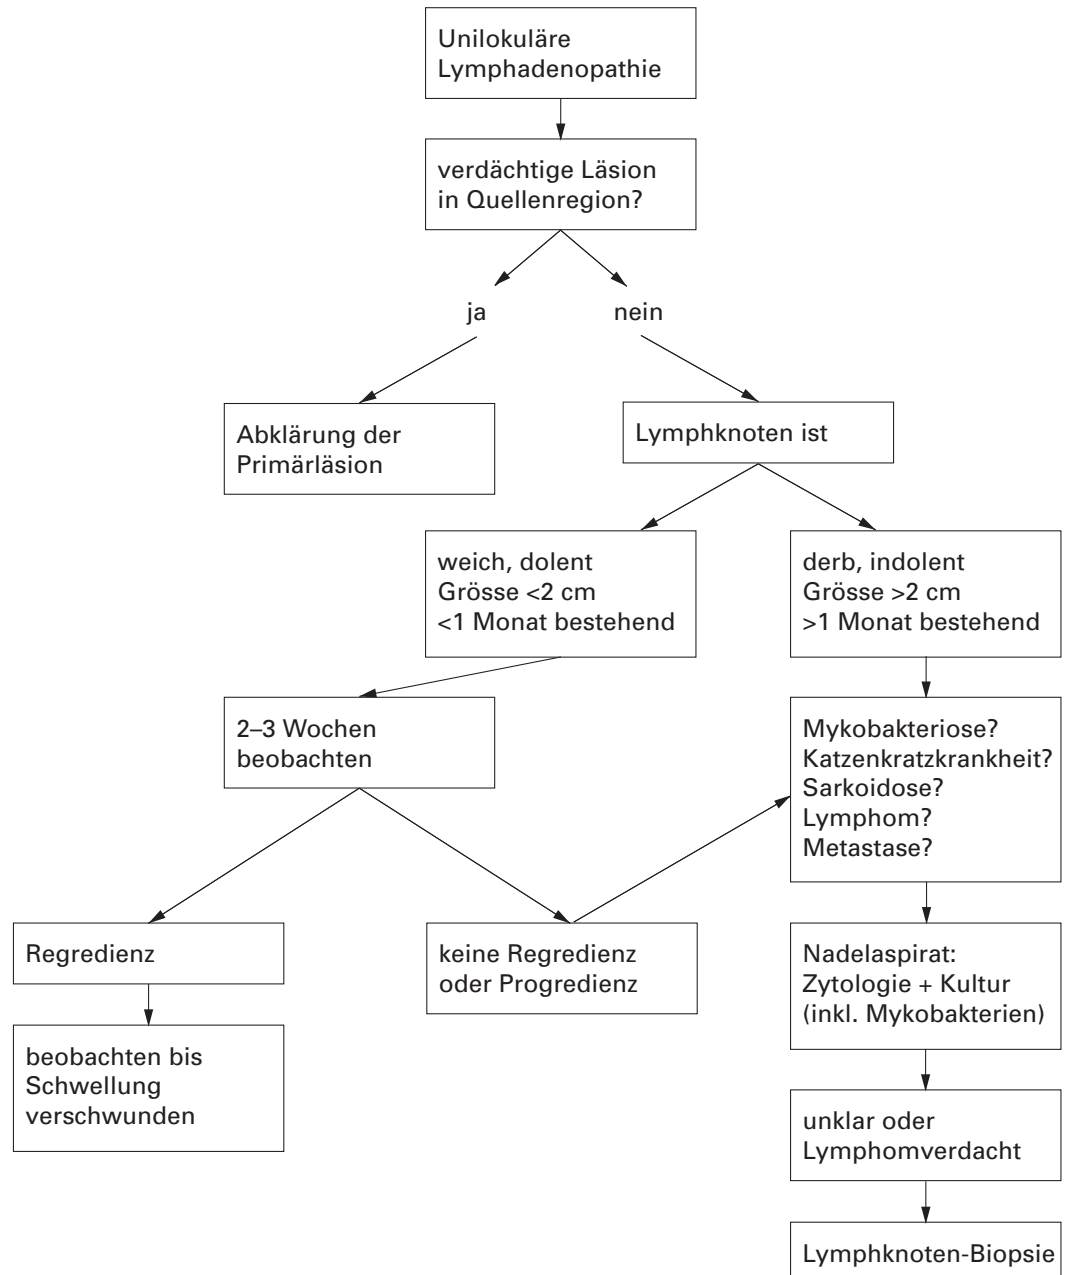 Unilokuläre
Lymphadenopathie
verdächtige Läsion
in Quellenregion?
ja
nein
Abklärung der
Primärläsion
Lymphknoten ist
weich, dolent
Grösse <2 cm
<1 Monat bestehend
derb, indolent
Grösse >2 cm
>1 Monat bestehend
2–3 Wochen
beobachten
Mykobakteriose?
Katzenkratzkrankheit?
Sarkoidose?
Lymphom?
Metastase?
Regredienz
keine Regredienz
oder Progredienz
Nadelaspirat:
Zytologie + Kultur
(inkl. Mykobakterien)
beobachten bis
Schwellung
verschwunden
unklar oder
Lymphomverdacht
Lymphknoten-Biopsie